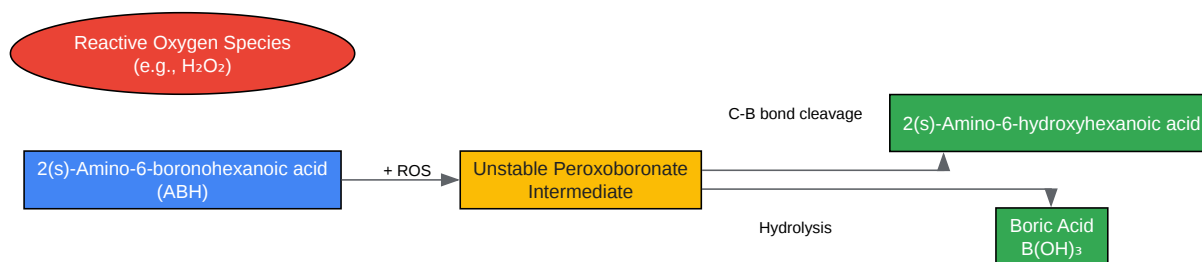 Reactive Oxygen Species
(e.g., H₂O₂)
C-B bond cleavage
2(s)-Amino-6-hydroxyhexanoic acid
2(s)-Amino-6-boronohexanoic acid
(ABH)
+ ROS
Unstable Peroxoboronate
Intermediate
Hydrolysis
Boric Acid
B(OH)₃